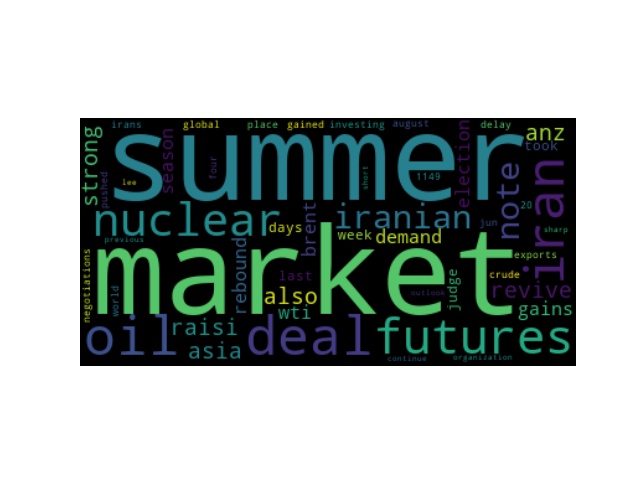 irans global place gained investing august delay
strong
season
four
summer
short
election
anz
took
pushed
lee
1149
note
iran
20
nuclear
iranian
jun
sharp
previous
days
brent
week
demand
negotiations
world
rebound
market
exports
last
crude
judge
revive
also
outlook
wti
gains
oil
raisi
asia
deal
futures
continue
organization